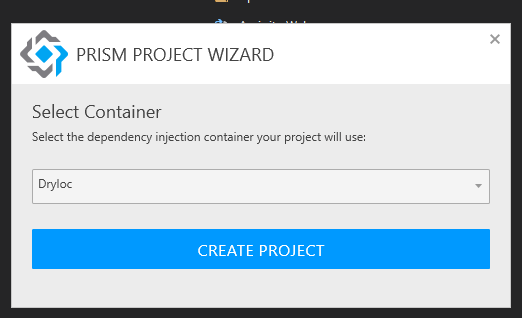 PRISM PROJECT WIZARD
Select Container
Select the dependency injection container your project will use:
Dryloc
CREATE PROJECT